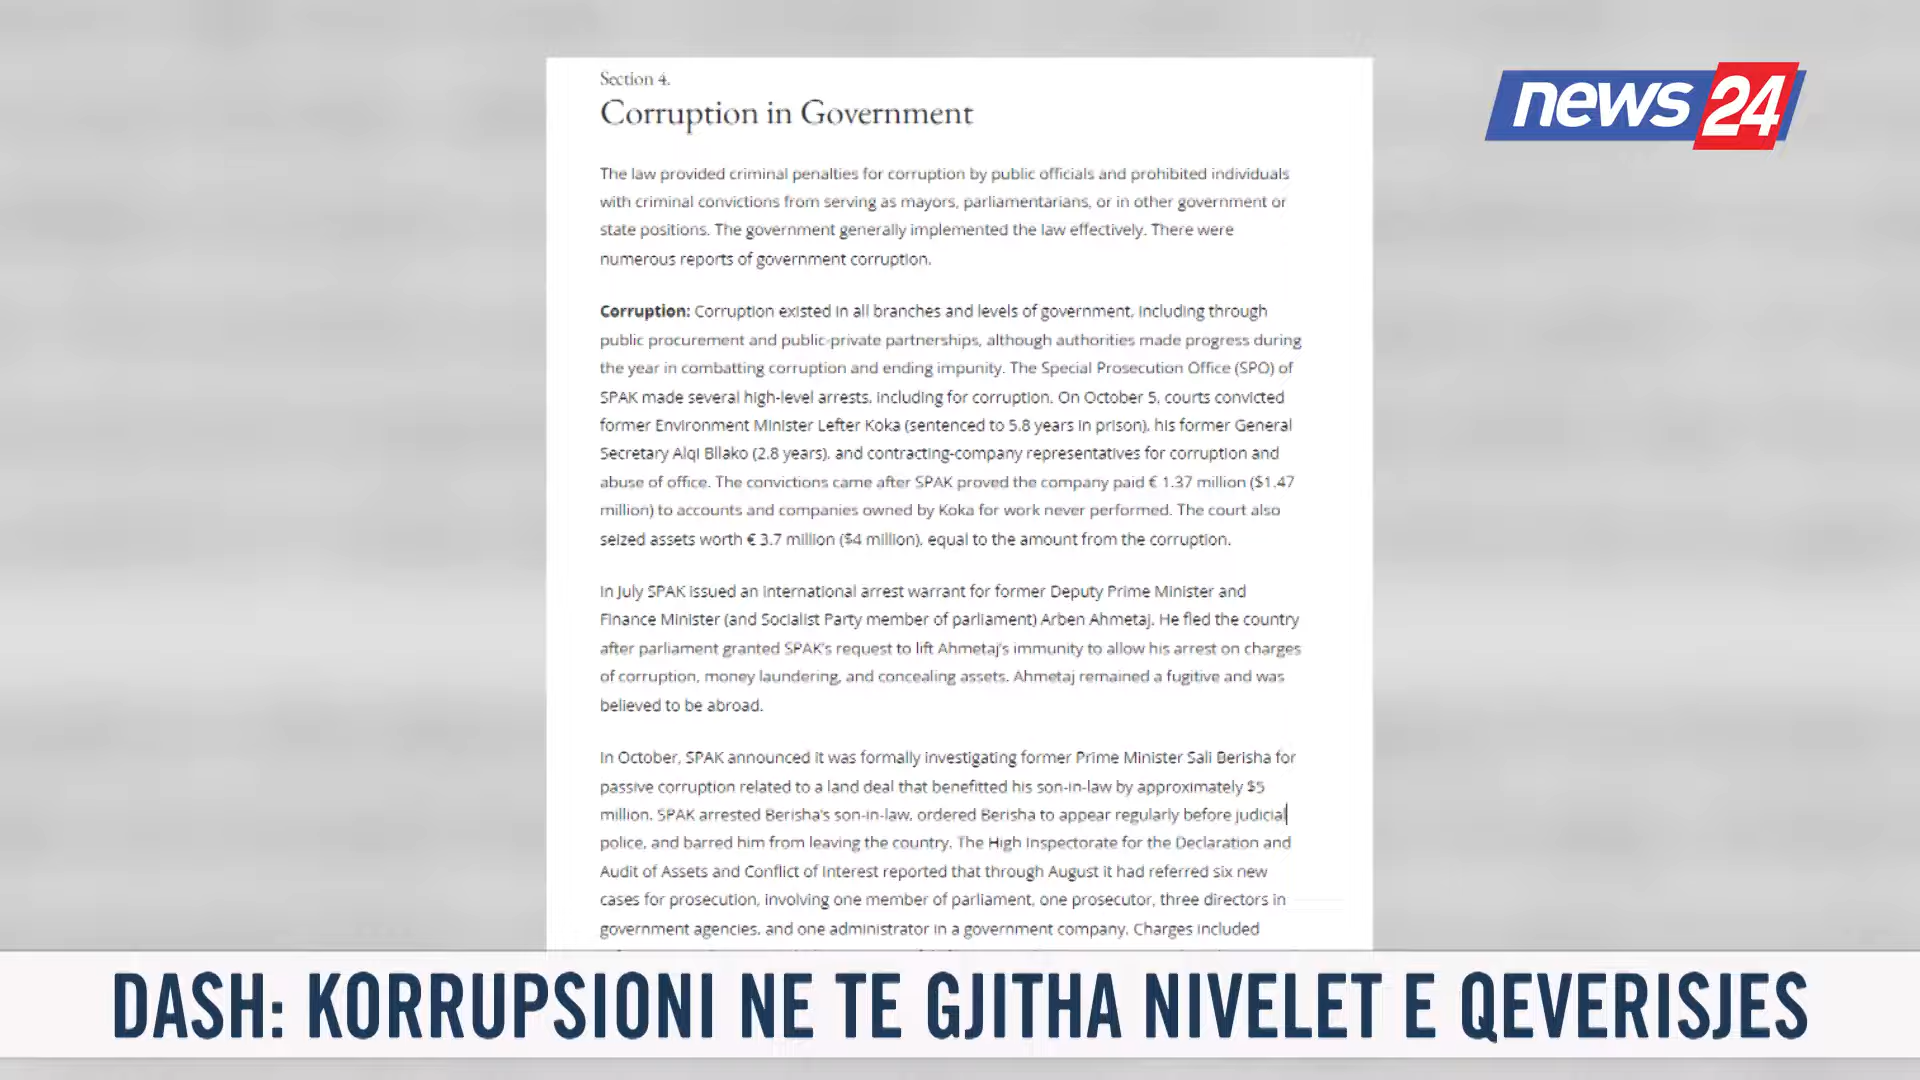 Section 4.
Corruption in Government
news 24
The law provided criminal penalties for corruption by public officials and prohibited individuals
with criminal convictions from serving as mayors, parliamentarians, or in other government or
state positions. The government generally implemented the law effectively. There were
numerous reports of government corruption.
Corruption: Corruption existed in all branches and levels of government, including through
public procurement and public-private partnerships, although authorities made progress during
the year in combatting corruption and ending impunity. The Special Prosecution Office (SPO) of
SPAK made several high-level arrests, including for corruption. On October 5, courts convicted
former Environment Minister Lefter Koka (sentenced to 5.8 years in prison), his former General
Secretary Alqi Bllako (2.8 years), and contracting-company representatives for corruption and
abuse of office. The convictions came after SPAK proved the company paid € 1.37 million ($1.47
million) to accounts and companies owned by Koka for work never performed. The court also
seized assets worth € 3.7 million ($4 million), equal to the amount from the corruption.
In July SPAK issued an international arrest warrant for former Deputy Prime Minister and
Finance Minister (and Socialist Party member of parliament) Arben Ahmetaj. He fled the country
after parliament granted SPAK's request to lift Ahmetaj's immunity to allow his arrest on charges
of corruption, money laundering, and concealing assets. Ahmetaj remained a fugitive and was
believed to be abroad.
In October, SPAK announced it was formally investigating former Prime Minister Sali Berisha for
passive corruption related to a land deal that benefitted his son-in-law by approximately $5
million. SPAK arrested Berisha's son-in-law, ordered Berisha to appear regularly before judicial
police, and barred him from leaving the country. The High Inspectorate for the Declaration and
Audit of Assets and Conflict of Interest reported that through August it had referred six new
cases for prosecution, involving one member of parliament, one prosecutor, three directors in
government agencies, and one administrator in a government company. Charges included
DASH: KORRUPSIONI NE TE GJITHA NIVELET E QEVERISJES